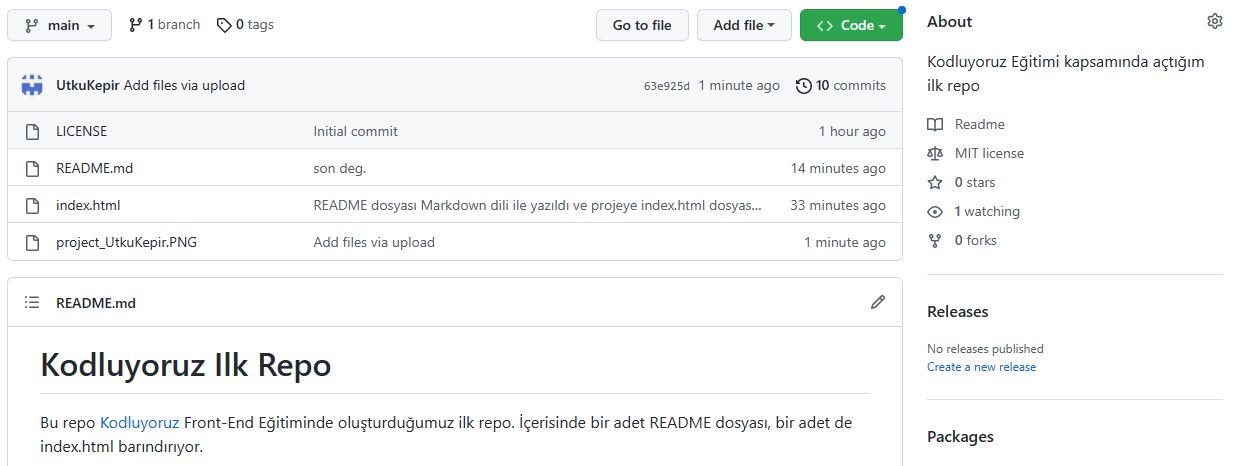 main 1 branch 0 tags Go to file Add file Code
UtkuKepir Add files via upload 63e925d 1 minute ago 10 commits
LICENSE Initial commit 1 hour ago
README.md son deg. 14 minutes ago
index.html README dosyası Markdown dili ile yazıldı ve projeye index.html dosyas... 33 minutes ago
project_UtkuKepir.PNG Add files via upload 1 minute ago
README.md
Kodluyoruz Ilk Repo
Bu repo Kodluyoruz Front-End Eğitiminde oluşturduğumuz ilk repo. İçerisinde bir adet README dosyası, bir adet de
index.html barındırıyor.
About
Kodluyoruz Eğitimi kapsamında açtığım
ilk repo
Readme
MIT license
0 stars
1 watching
0 forks
Releases
No releases published
Create a new release
Packages